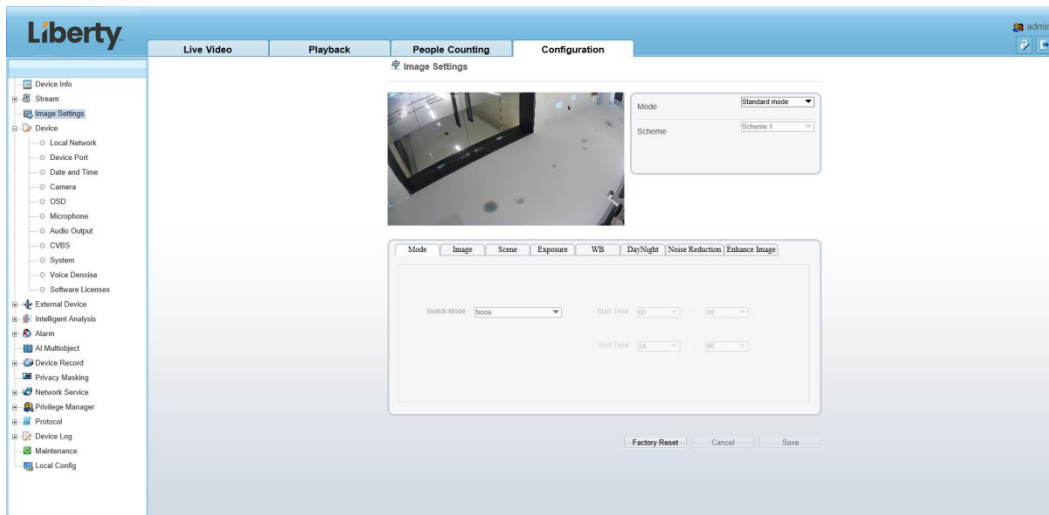 Liberty
admin
Live Video Playback People Counting Configuration
Image Settings
Device Info
Stream
Image Settings
Device
Local Network
Device Port
Date and Time
Camera
OSD
Microphone
Audio Output
CVBS
System
Voice Denoise
Software Licenses
External Device
Intelligent Analysis
Alarm
AI Multiobject
Device Record
Privacy Masking
Network Service
Privilege Manager
Protocol
Device Log
Maintenance
Local Config
Mode Standard mode
Scheme Scheme 1
Mode Image Scene Exposure WB DayNight Noise Reduction Enhance Image
Switch Mode None Start Time 00 : 00
End Time 24 : 00
Factory Reset Cancel Save